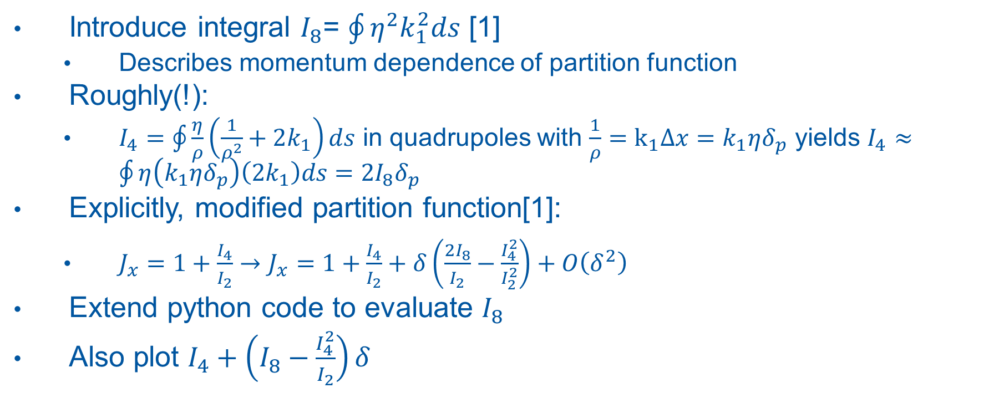 • Introduce integral $I_8 = \oint \eta^2 k_1^2 ds$ [1]
• Describes momentum dependence of partition function
• Roughly(!):
• $I_4 = \oint \frac{\eta}{\rho} \left( \frac{1}{\rho^2} + 2k_1 \right) ds$ in quadrupoles with $\frac{1}{\rho} = \mathrm{k}_1 \Delta x = k_1 \eta \delta_p$ yields $I_4 \approx$
$\oint \eta (k_1 \eta \delta_p)(2k_1) ds = 2I_8 \delta_p$
• Explicitly, modified partition function[1]:
• $J_x = 1 + \frac{I_4}{I_2} \rightarrow J_x = 1 + \frac{I_4}{I_2} + \delta \left( \frac{2I_8}{I_2} - \frac{I_4^2}{I_2^2} \right) + O(\delta^2)$
• Extend python code to evaluate $I_8$
• Also plot $I_4 + \left( I_8 - \frac{I_4^2}{I_2} \right) \delta$